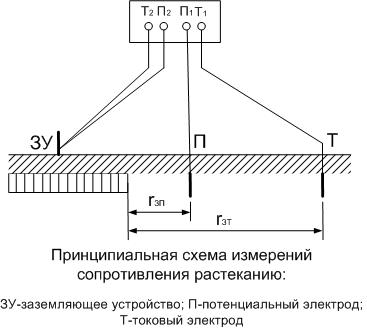 Т₂ П₂ П₁ Т₁
ЗУ П Т
rзп
rзт
Принципиальная схема измерений
сопротивления растеканию:
ЗУ-заземляющее устройство; П-потенциальный электрод;
Т-токовый электрод